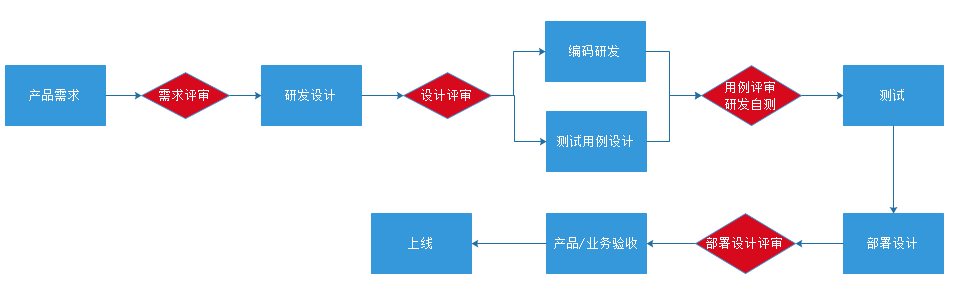 产品需求
需求评审
研发设计
设计评审
编码研发
测试用例设计
用例评审
研发自测
测试
部署设计
部署设计评审
产品/业务验收
上线